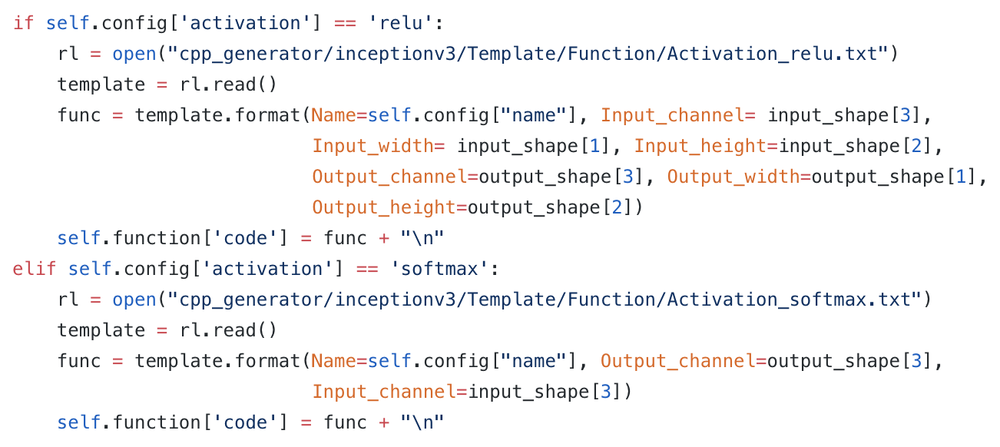 if self.config['activation'] == 'relu':
    rl = open("cpp_generator/inceptionv3/Template/Function/Activation_relu.txt")
    template = rl.read()
    func = template.format(Name=self.config["name"], Input_channel= input_shape[3],
                           Input_width= input_shape[1], Input_height=input_shape[2],
                           Output_channel=output_shape[3], Output_width=output_shape[1],
                           Output_height=output_shape[2])
    self.function['code'] = func + "\n"
elif self.config['activation'] == 'softmax':
    rl = open("cpp_generator/inceptionv3/Template/Function/Activation_softmax.txt")
    template = rl.read()
    func = template.format(Name=self.config["name"], Output_channel=output_shape[3],
                           Input_channel=input_shape[3])
    self.function['code'] = func + "\n"